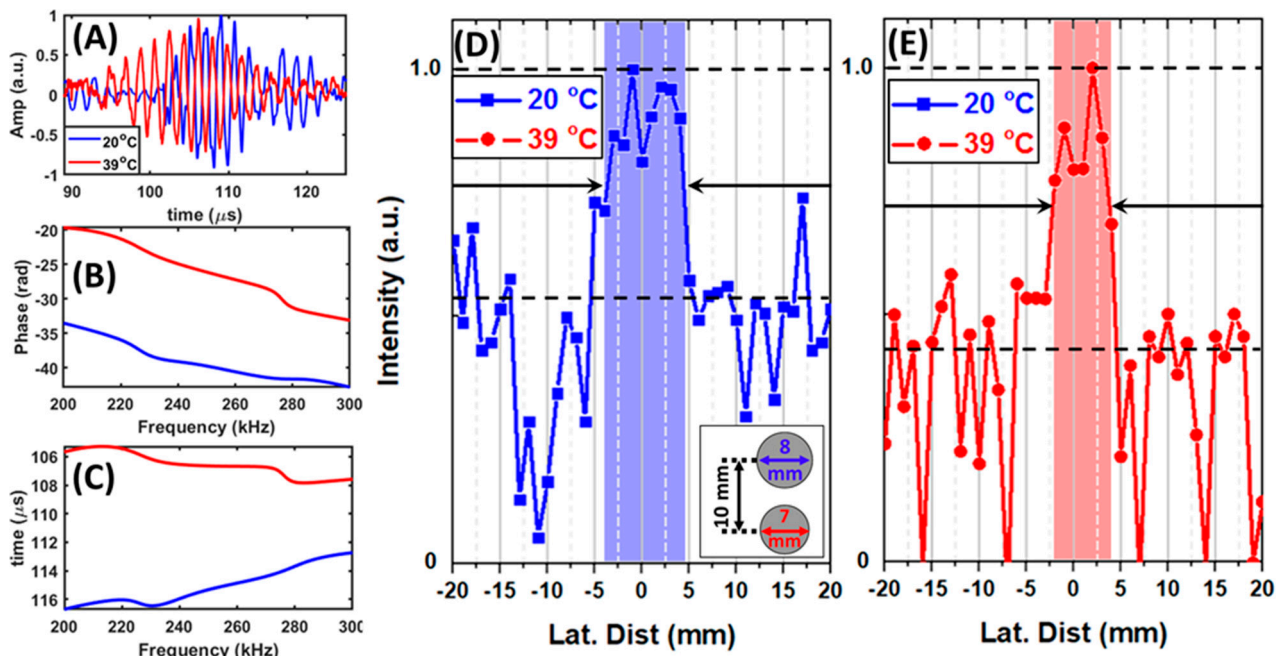 (A)
Amp (a.u.)
1
0.5
0
-0.5
-1
20°C
39°C
90 100 110 120
time (μs)
(B)
Phase (rad)
-20
-25
-30
-35
-40
200 220 240 260 280 300
Frequency (kHz)
(C)
time (μs)
106
108
110
112
114
116
200 220 240 260 280 300
Frequency (kHz)
(D)
Intensity (a.u.)
1.0
20 °C
39 °C
8
mm
10 mm
7
mm
0
-20 -15 -10 -5 0 5 10 15 20
Lat. Dist (mm)
(E)
1.0
20 °C
39 °C
0
-20 -15 -10 -5 0 5 10 15 20
Lat. Dist (mm)